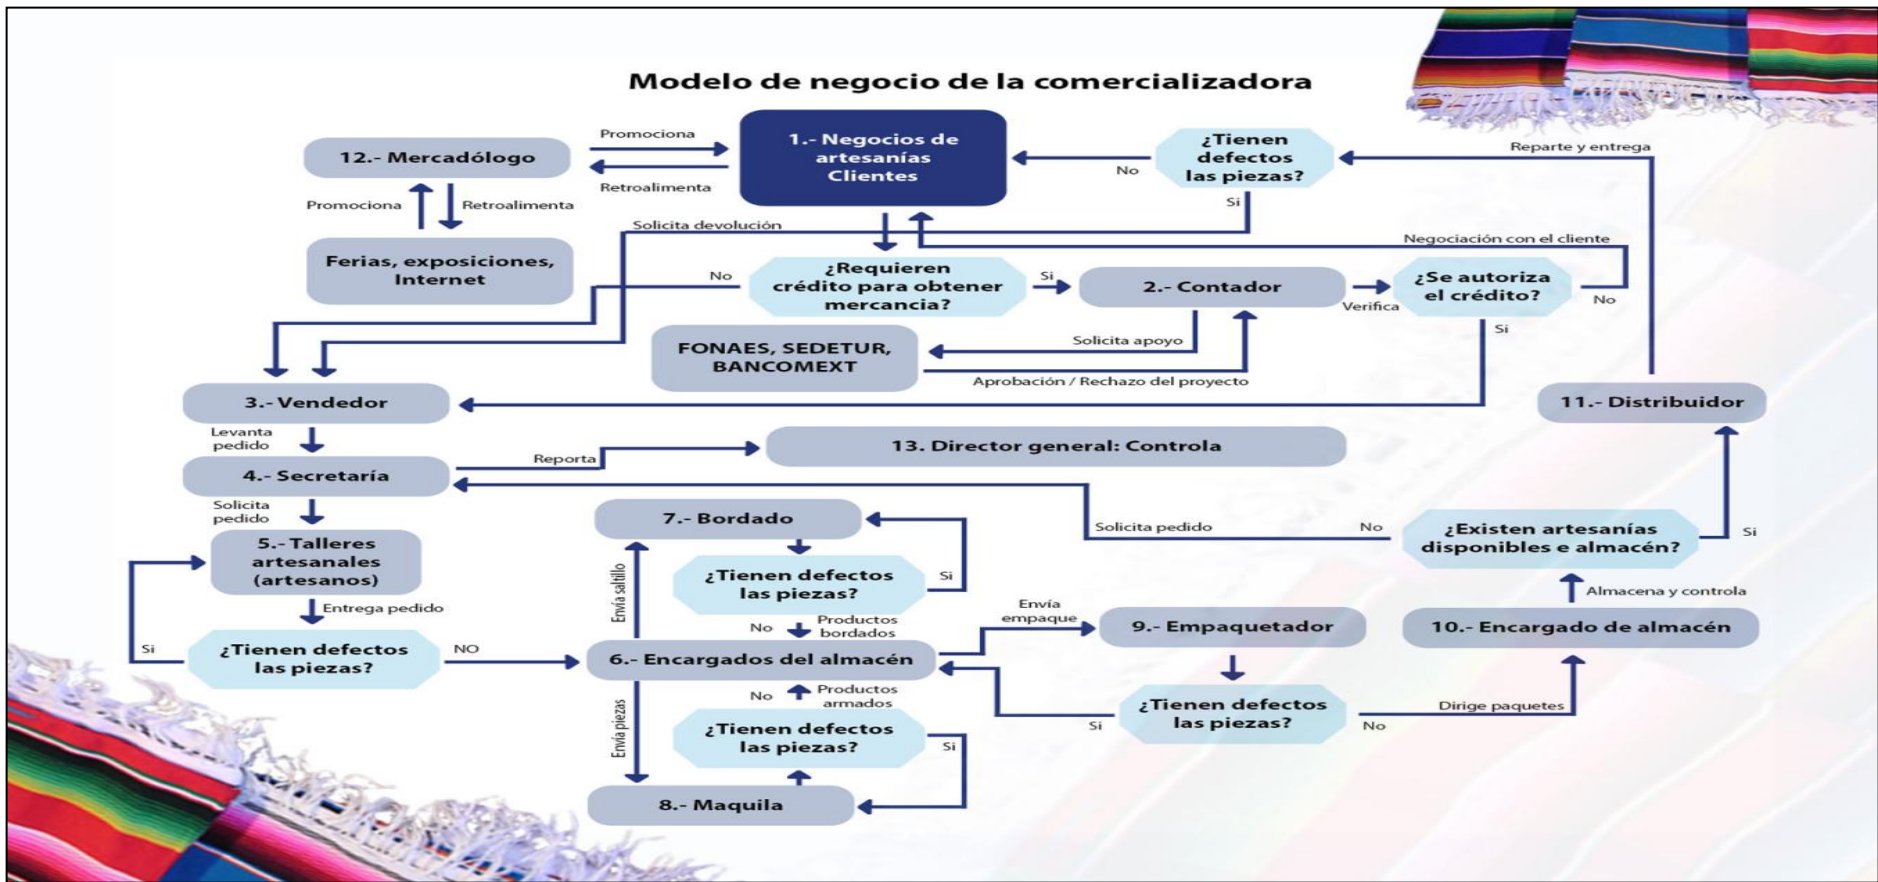 Modelo de negocio de la comercializadora
12.- Mercadólogo
Promociona
Retroalimenta
1.- Negocios de
artesanías
Clientes
¿Tienen
defectos
las piezas?
No
Si
Reparte y entrega
Promociona
Retroalimenta
Ferias, exposiciones,
Internet
Solicita devolución
Negociación con el cliente
No
¿Requieren
crédito para obtener
mercancia?
Si
2.- Contador
Verifica
¿Se autoriza
el crédito?
No
Si
FONAES, SEDETUR,
BANCOMEXT
Solicita apoyo
Aprobación / Rechazo del proyecto
3.- Vendedor
11.- Distribuidor
Levanta
pedido
4.- Secretaría
Reporta
13. Director general: Controla
Solicita
pedido
5.- Talleres
artesanales
(artesanos)
Entrega pedido
Si
¿Tienen defectos
las piezas?
NO
7.- Bordado
¿Tienen defectos
las piezas?
Si
Envía saltillo
No
Productos
bordados
6.- Encargados del almacén
Envía piezas
No
Productos
armados
¿Tienen defectos
las piezas?
Si
8.- Maquila
Envía
empaque
9.- Empaquetador
¿Tienen defectos
las piezas?
Si
No
Dirige paquetes
10.- Encargado de almacén
Almacena y controla
¿Existen artesanías
disponibles e almacén?
Si
No
Solicita pedido